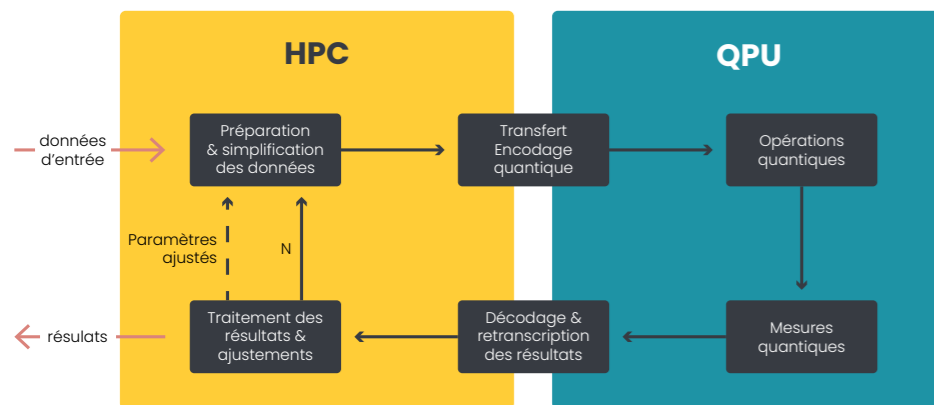 HPC
QPU
données
d'entrée
Préparation
& simplification
des données
Transfert
Encodage
quantique
Opérations
quantiques
Paramètres
ajustés
N
résulats
Traitement des
résultats &
ajustements
Décodage &
retranscription
des résultats
Mesures
quantiques